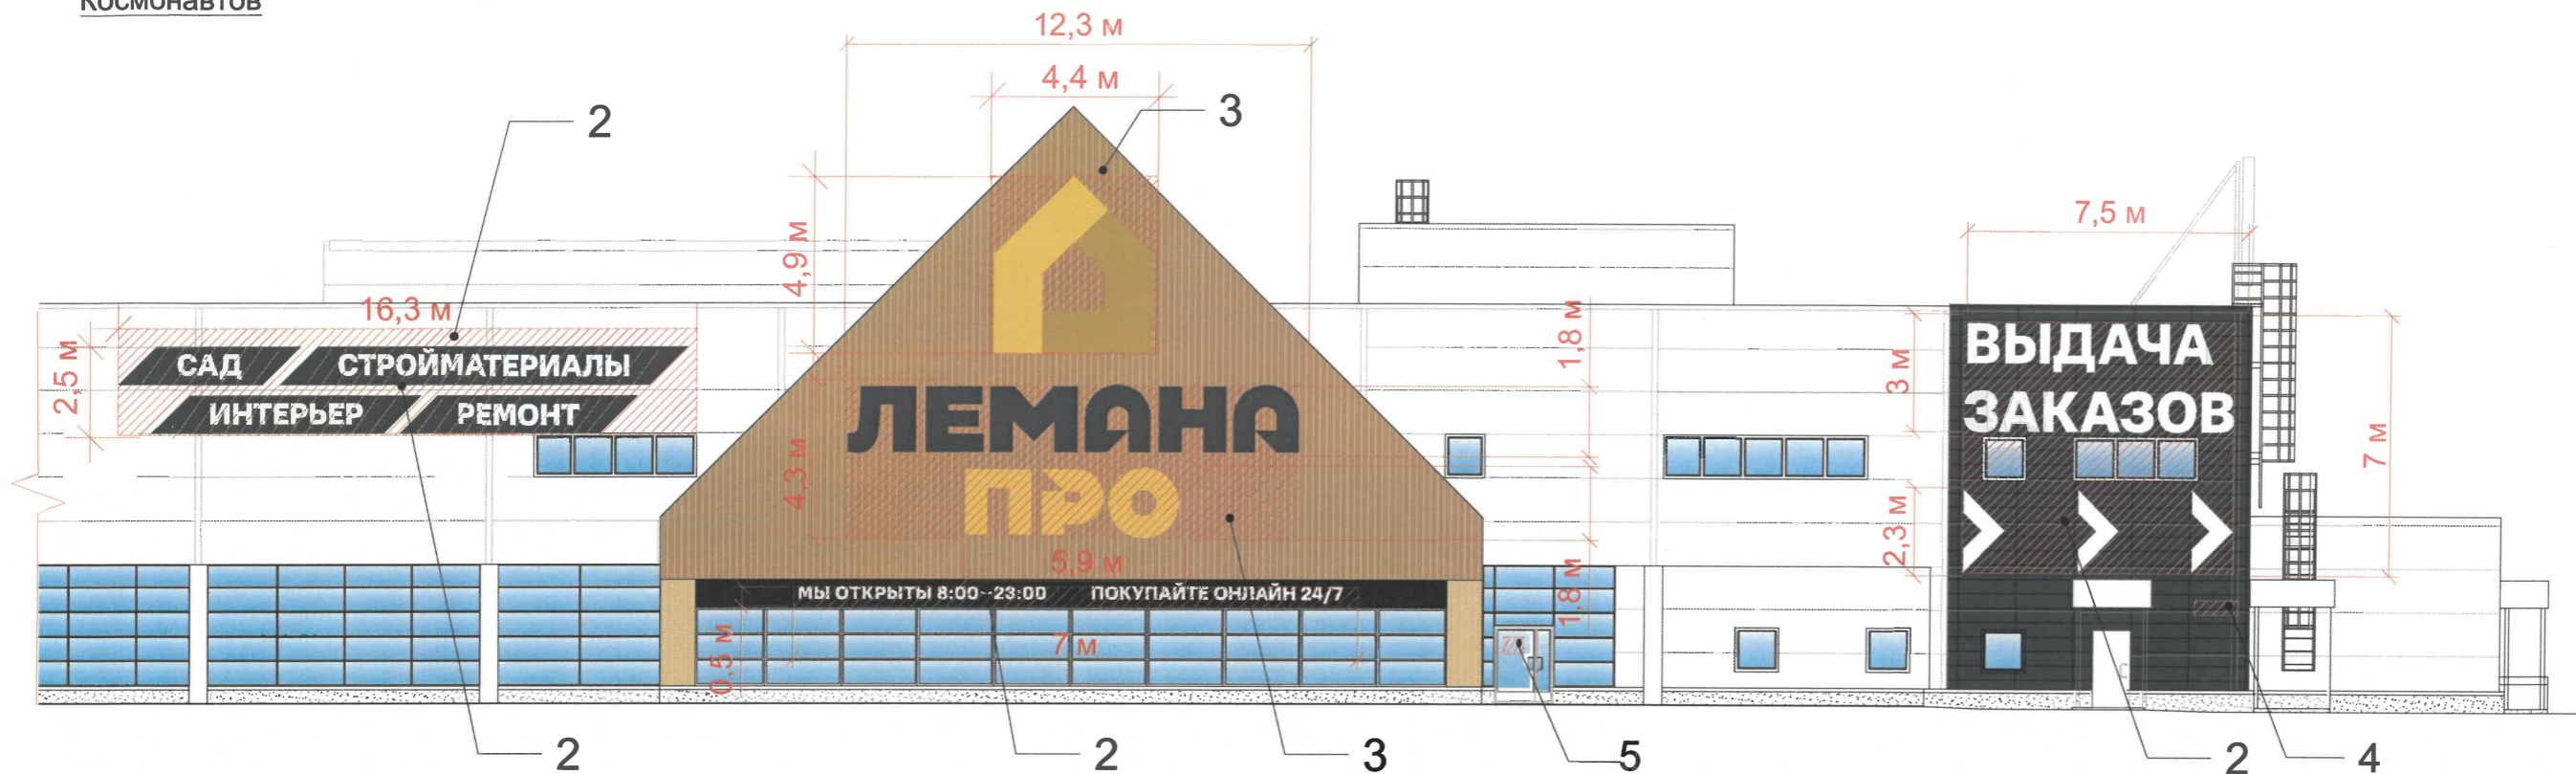 Космонавтов
12,3 м
4,4 м
2
3
4,9 м
7,5 м
16,3 м
2,5 м
САД СТРОЙМАТЕРИАЛЫ
ИНТЕРЬЕР РЕМОНТ
ЛЕМАНА
ПРО
4,3 м
5,9 м
1,8 м
1,8 м
3 м
ВЫДАЧА
ЗАКАЗОВ
7 м
2,3 м
МЫ ОТКРЫТЫ 8:00--23:00 ПОКУПАЙТЕ ОНЛАЙН 24/7
0,5 м
7 м
2
2
3
5
2
4